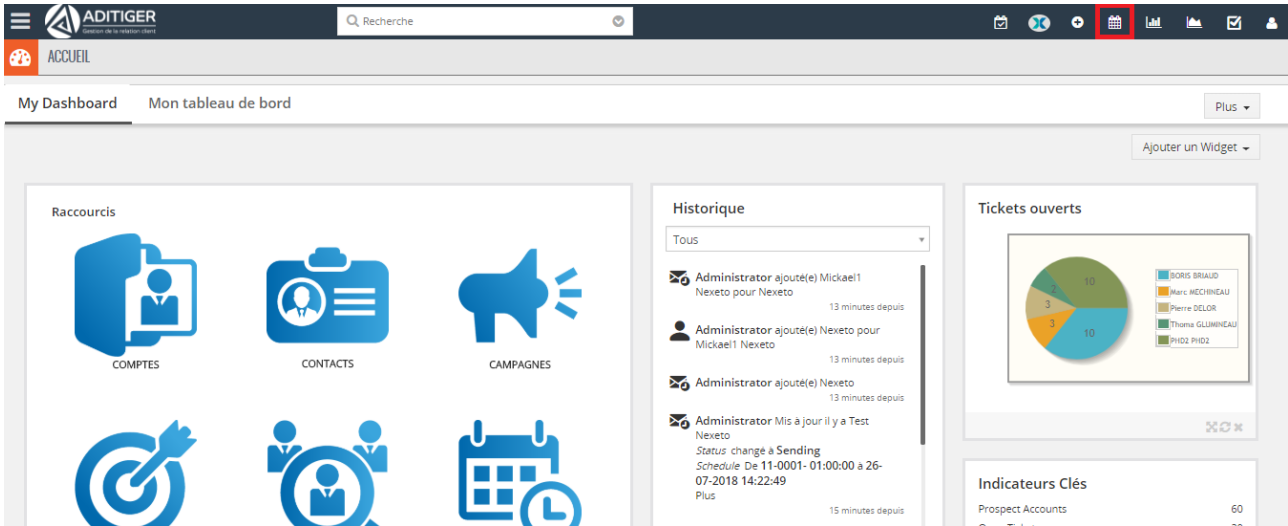 ADITIGER
Gestion de la relation client
Recherche
ACCUEIL
My Dashboard
Mon tableau de bord
Plus
Ajouter un Widget
Raccourcis
COMPTES
CONTACTS
CAMPAGNES
Historique
Tous
Administrator ajouté(e) Mickael1
Nexeto pour Nexeto
13 minutes depuis
Administrator ajouté(e) Nexeto pour
Mickael1 Nexeto
13 minutes depuis
Administrator ajouté(e) Nexeto
13 minutes depuis
Administrator Mis à jour il y a Test
Nexeto
Status changé à Sending
Schedule De 11-0001- 01:00:00 à 26-
07-2018 14:22:49
Plus
15 minutes depuis
Tickets ouverts
10
2
3
3
10
BORIS BRIAUD
Marc MECHINEAU
Pierre DELOR
Thoma GLUMINEAU
PHD2 PHD2
Indicateurs Clés
Prospect Accounts 60